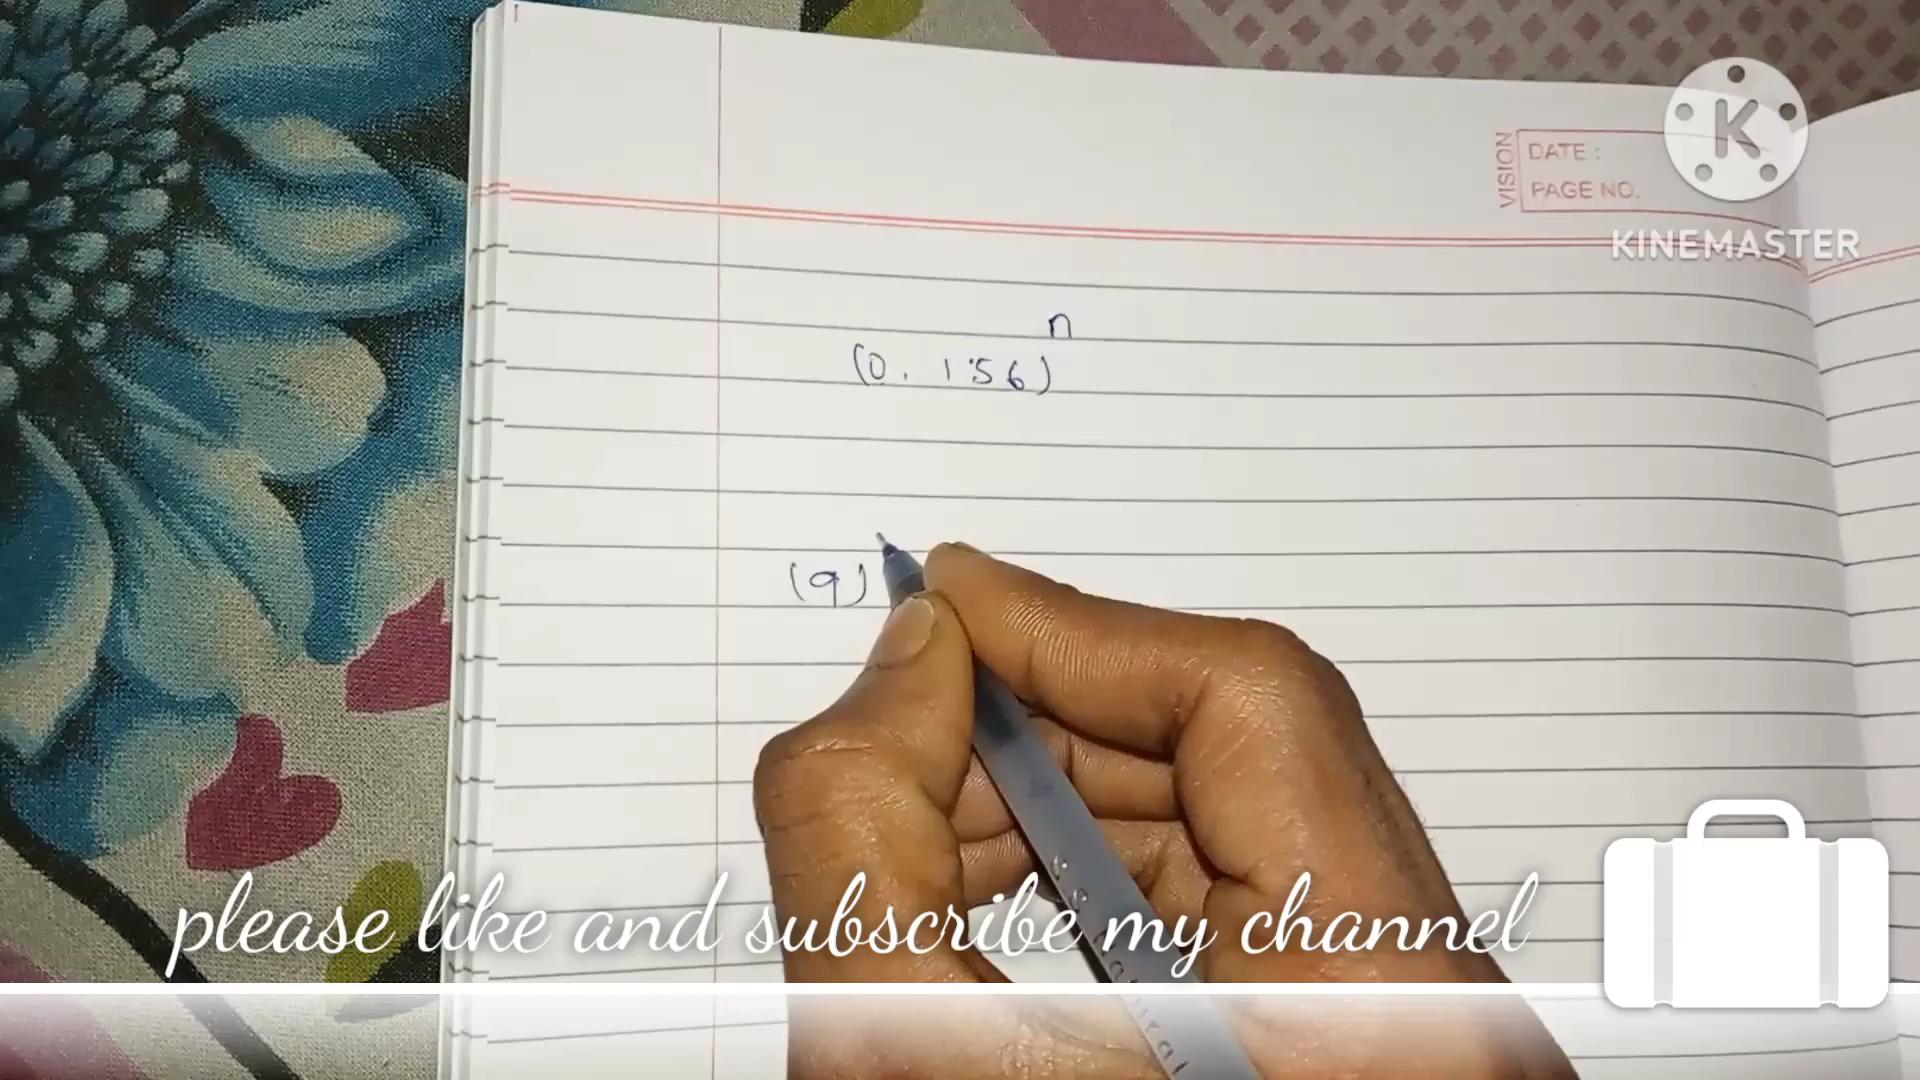 VISION
DATE :
PAGE NO.
K
KINEMASTER
(0.156)ⁿ
(9)
please like and subscribe my channel